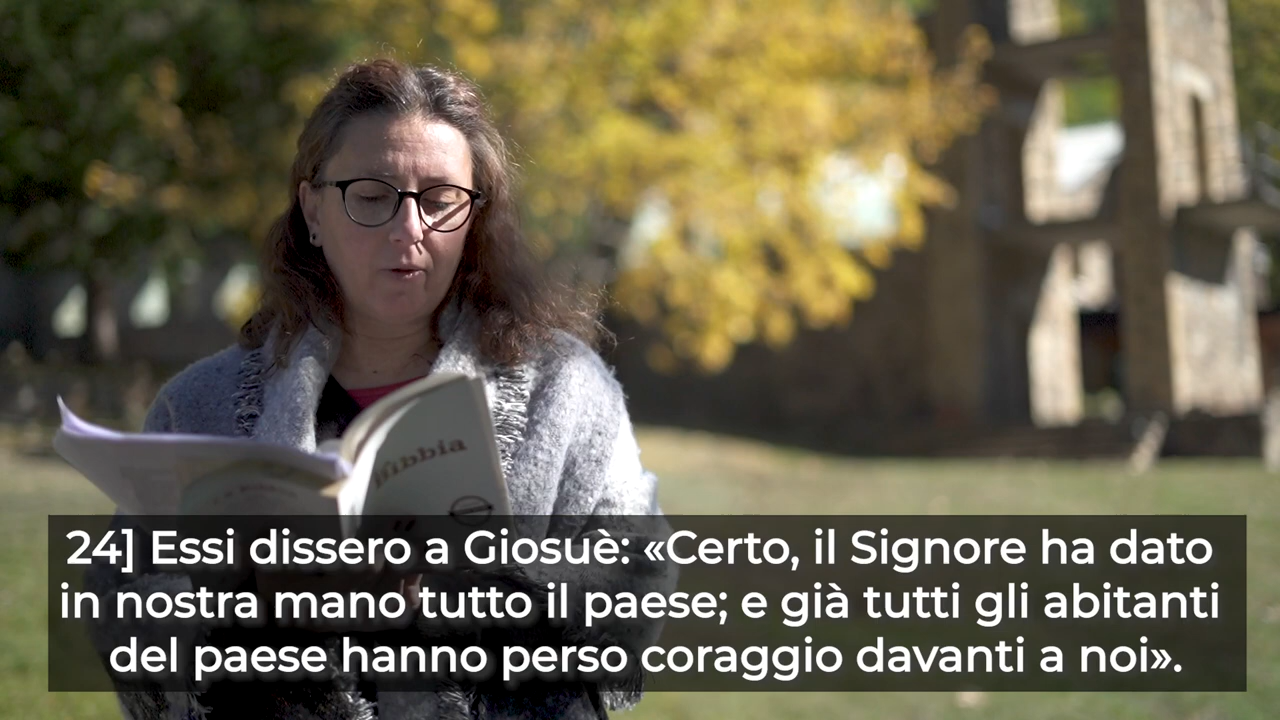 bibbia
24] Essi dissero a Giosuè: «Certo, il Signore ha dato
in nostra mano tutto il paese; e già tutti gli abitanti
del paese hanno perso coraggio davanti a noi».